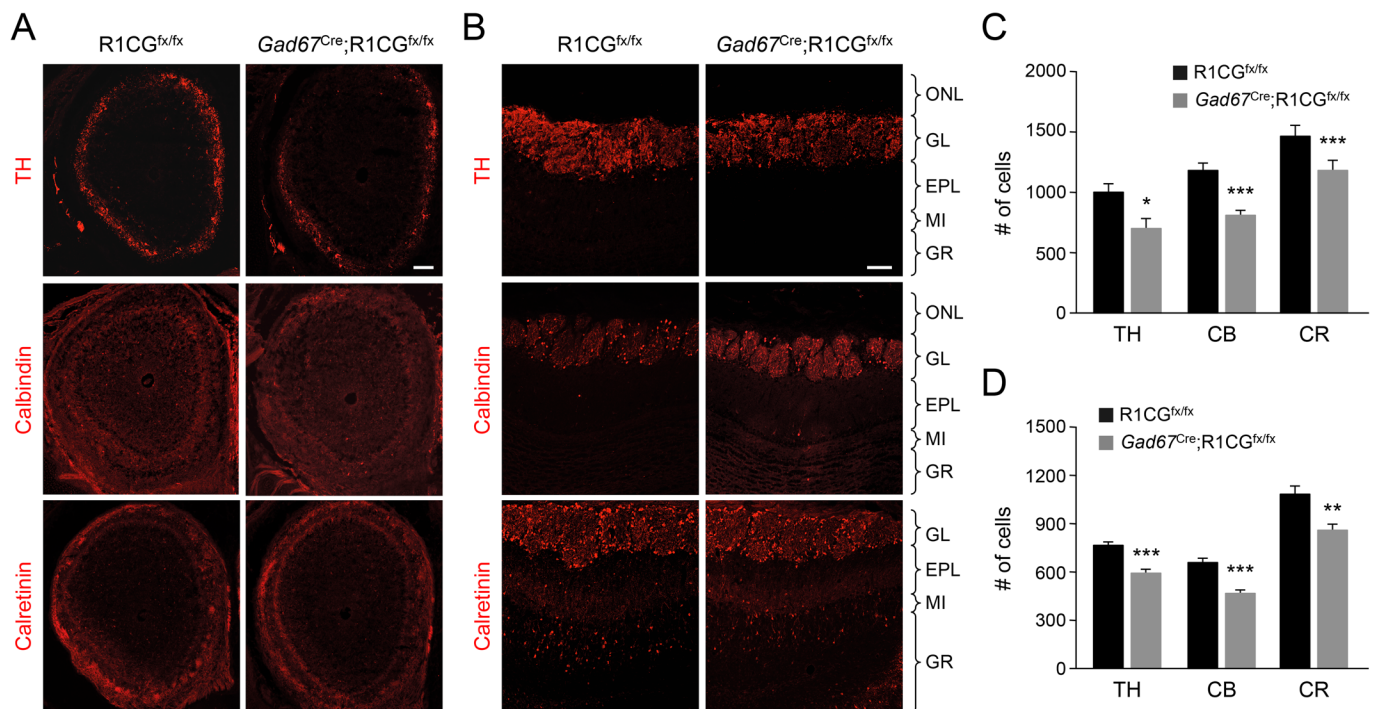 A
R1CGfx/fx
Gad67Cre;R1CGfx/fx
TH
Calbindin
Calretinin
B
R1CGfx/fx
Gad67Cre;R1CGfx/fx
TH
ONL
GL
EPL
MI
GR
Calbindin
ONL
GL
EPL
MI
GR
Calretinin
GL
EPL
MI
GR
C
R1CGfx/fx
Gad67Cre;R1CGfx/fx
# of cells
2000
1500
1000
500
0
*
***
***
TH CB CR
D
R1CGfx/fx
Gad67Cre;R1CGfx/fx
# of cells
1500
1200
900
600
300
0
***
***
**
TH CB CR